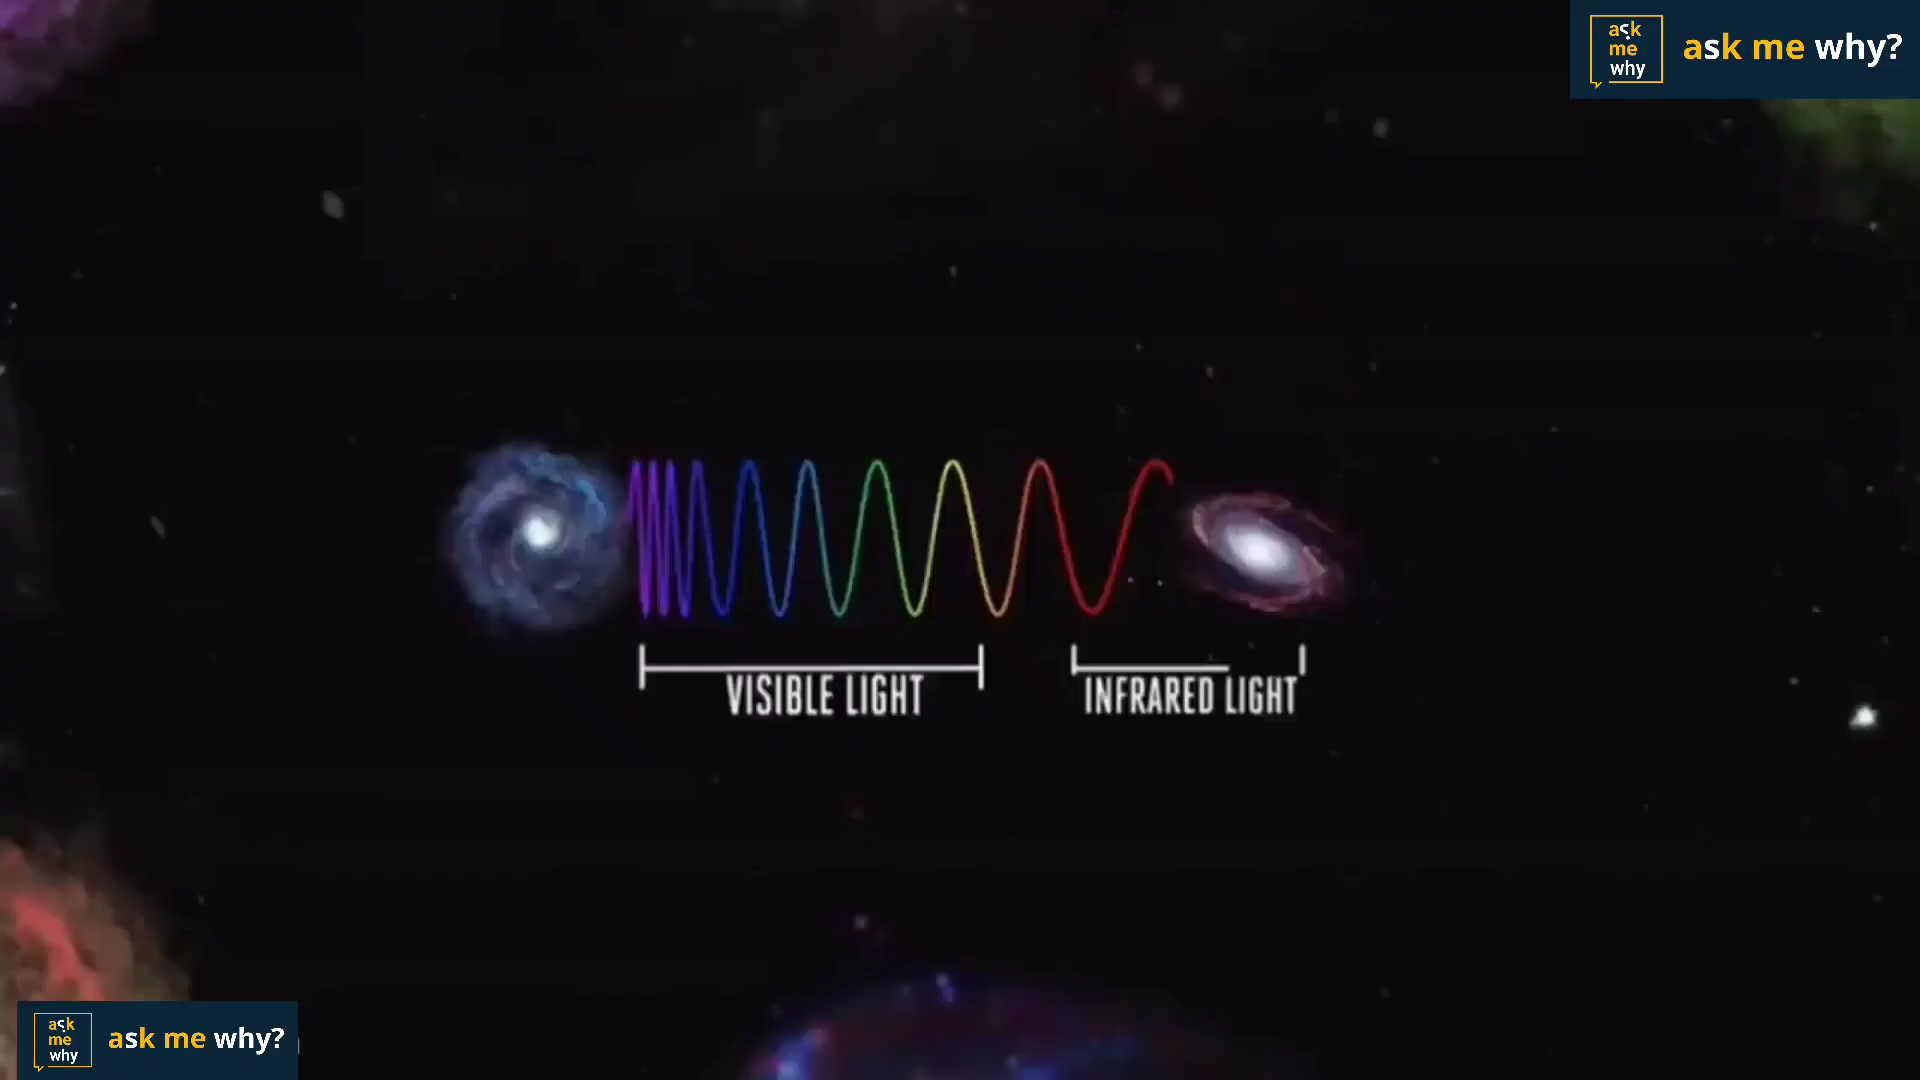 ask
me
why
ask me why?
VISIBLE LIGHT
INFRARED LIGHT
ask
me
why
ask me why?